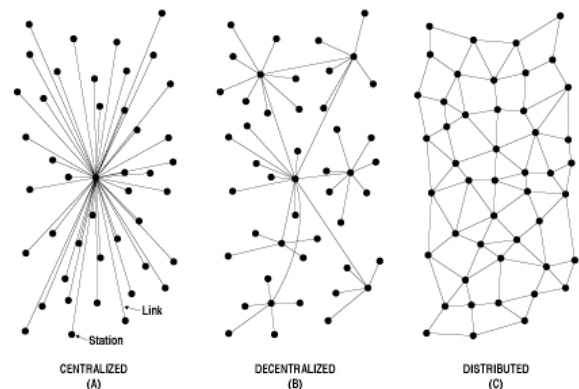 Link
Station
CENTRALIZED
(A)
DECENTRALIZED
(B)
DISTRIBUTED
(C)